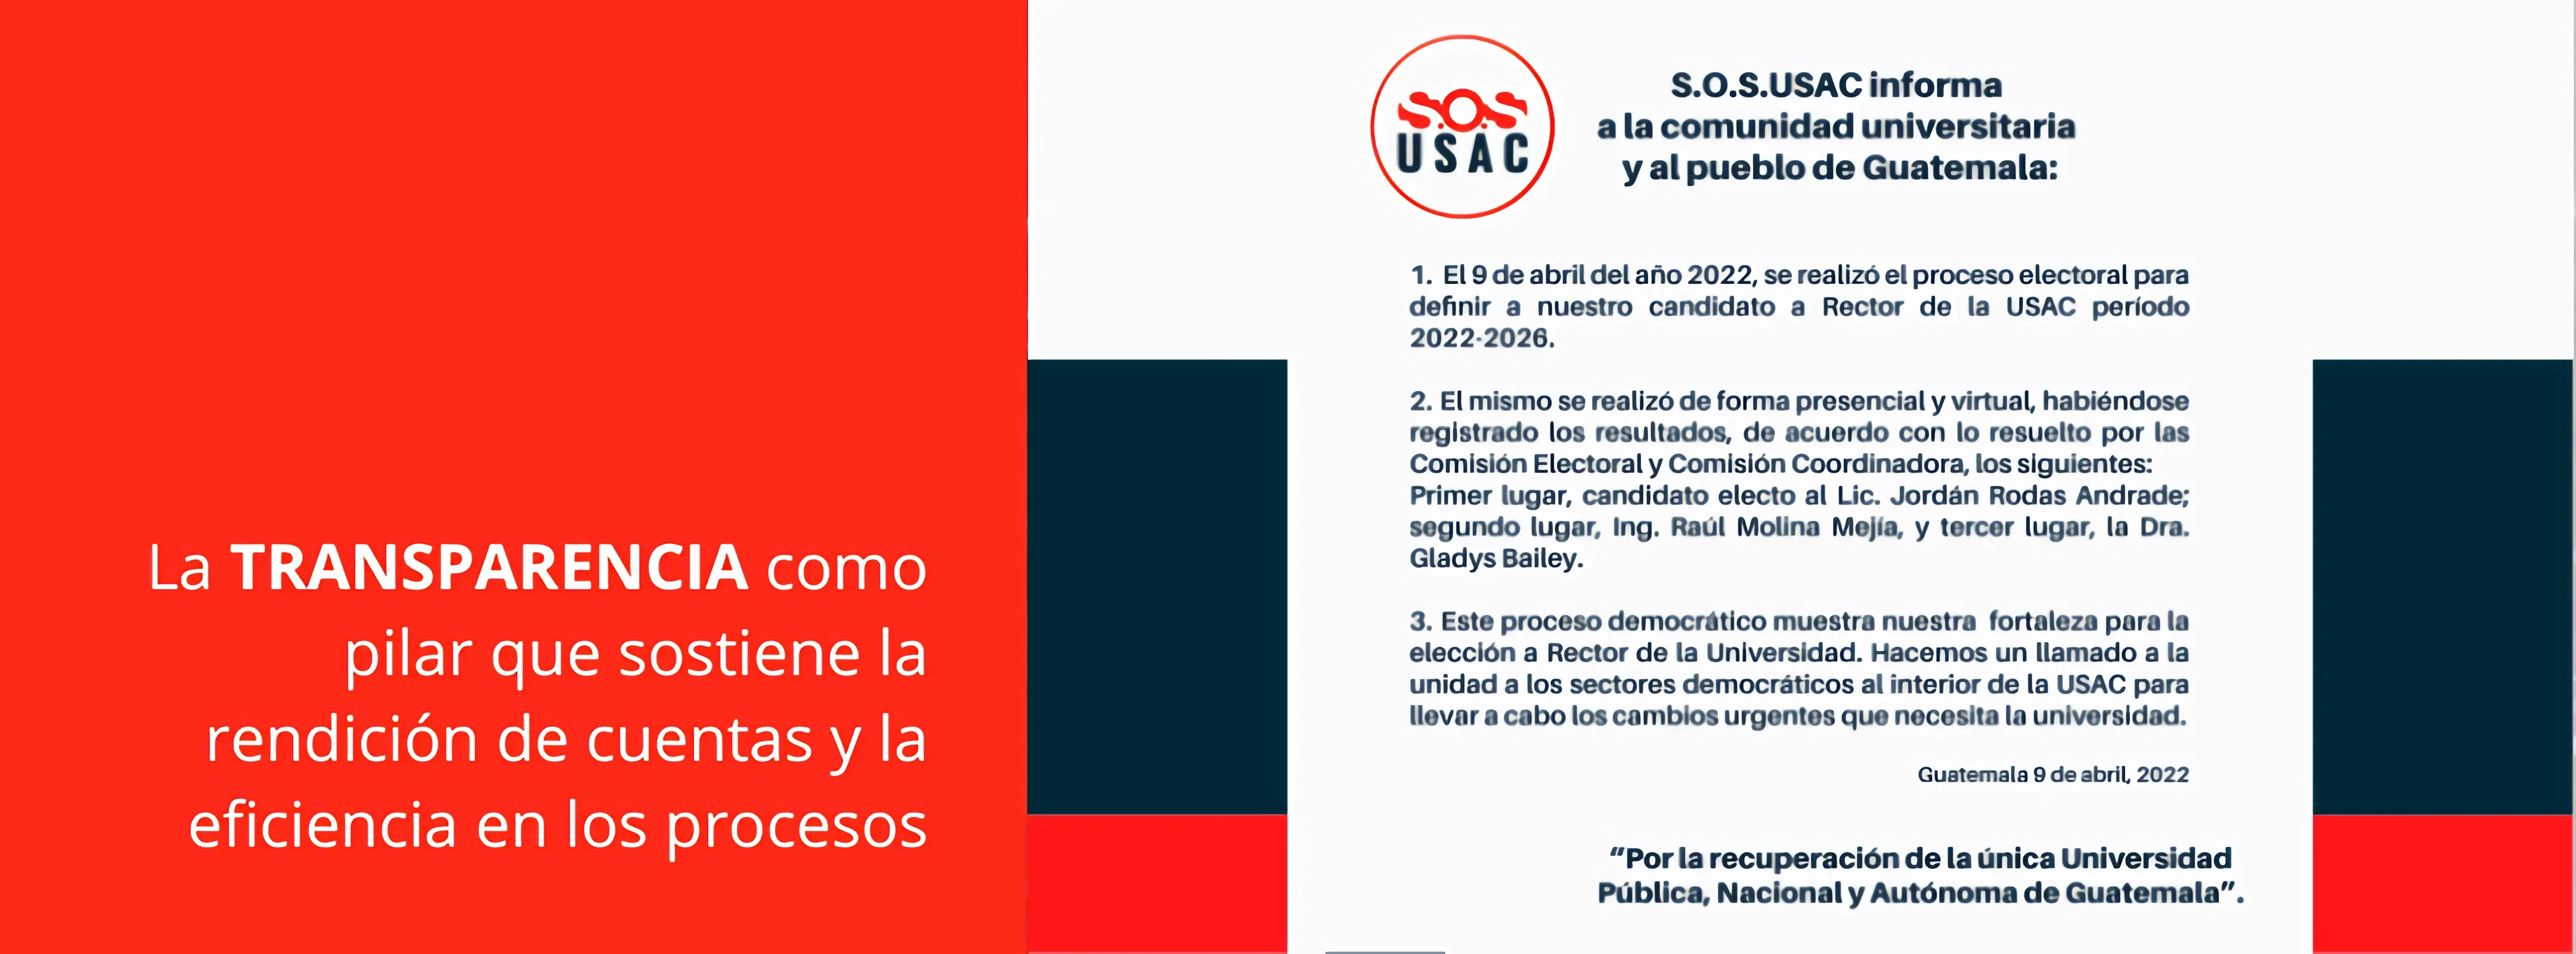 La TRANSPARENCIA como
pilar que sostiene la
rendición de cuentas y la
eficiencia en los procesos
S.O.S
USAC
S.O.S.USAC informa
a la comunidad universitaria
y al pueblo de Guatemala:
1. El 9 de abril del año 2022, se realizó el proceso electoral para
definir a nuestro candidato a Rector de la USAC período
2022-2026.
2. El mismo se realizó de forma presencial y virtual, habiéndose
registrado los resultados, de acuerdo con lo resuelto por las
Comisión Electoral y Comisión Coordinadora, los siguientes:
Primer lugar, candidato electo al Lic. Jordán Rodas Andrade;
segundo lugar, Ing. Raúl Molina Mejía, y tercer lugar, la Dra.
Gladys Bailey.
3. Este proceso democrático muestra nuestra fortaleza para la
elección a Rector de la Universidad. Hacemos un llamado a la
unidad a los sectores democráticos al interior de la USAC para
llevar a cabo los cambios urgentes que necesita la universidad.
Guatemala 9 de abril, 2022
“Por la recuperación de la única Universidad
Pública, Nacional y Autónoma de Guatemala”.